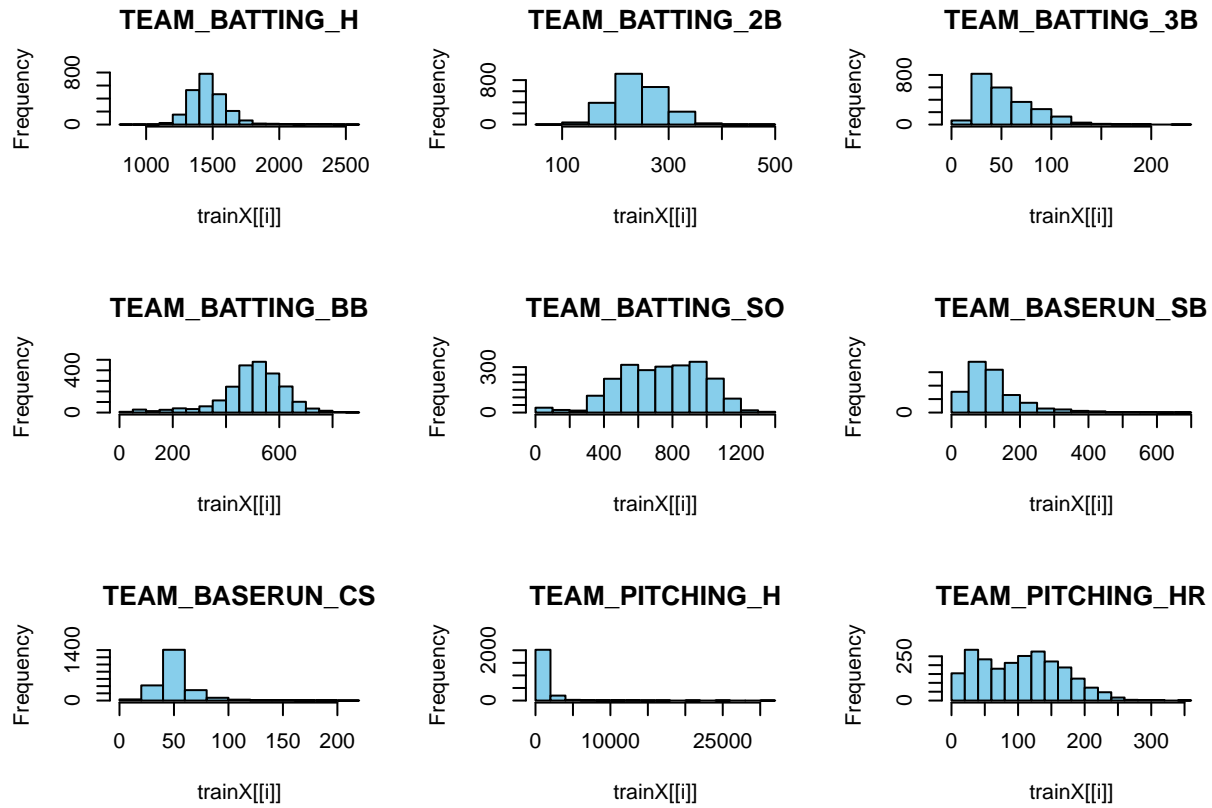 TEAM_BATTING_H
Frequency
0 800
1000 1500 2000 2500
trainX[[i]]
TEAM_BATTING_2B
Frequency
0 800
100 300 500
trainX[[i]]
TEAM_BATTING_3B
Frequency
0 800
0 50 100 200
trainX[[i]]
TEAM_BATTING_BB
Frequency
0 400
0 200 600
trainX[[i]]
TEAM_BATTING_SO
Frequency
0 300
0 400 800 1200
trainX[[i]]
TEAM_BASERUN_SB
Frequency
0
0 200 400 600
trainX[[i]]
TEAM_BASERUN_CS
Frequency
0 1400
0 50 100 150 200
trainX[[i]]
TEAM_PITCHING_H
Frequency
0 2000
0 10000 25000
trainX[[i]]
TEAM_PITCHING_HR
Frequency
0 250
0 100 200 300
trainX[[i]]